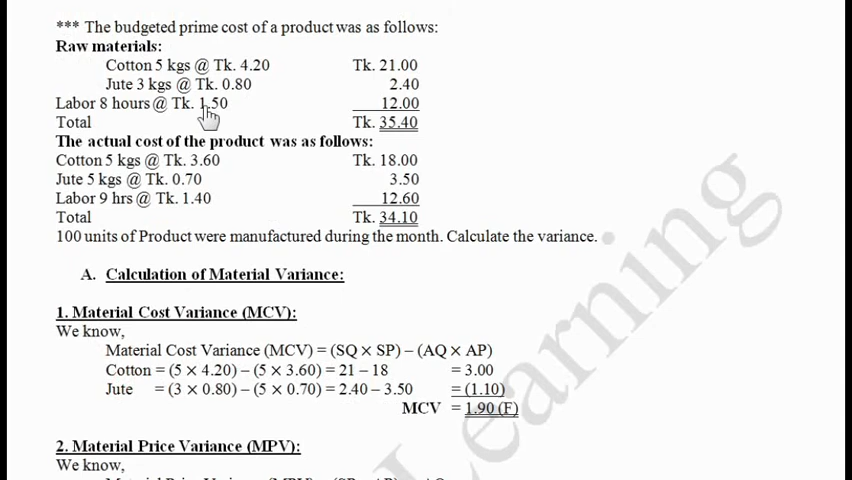 *** The budgeted prime cost of a product was as follows:
Raw materials:
Cotton 5 kgs @ Tk. 4.20 Tk. 21.00
Jute 3 kgs @ Tk. 0.80 2.40
Labor 8 hours @ Tk. 1.50 12.00
Total Tk. 35.40
The actual cost of the product was as follows:
Cotton 5 kgs @ Tk. 3.60 Tk. 18.00
Jute 5 kgs @ Tk. 0.70 3.50
Labor 9 hrs @ Tk. 1.40 12.60
Total Tk. 34.10
100 units of Product were manufactured during the month. Calculate the variance.
A. Calculation of Material Variance:
1. Material Cost Variance (MCV):
We know,
Material Cost Variance (MCV) = (SQ × SP) – (AQ × AP)
Cotton = (5 × 4.20) – (5 × 3.60) = 21 – 18 = 3.00
Jute = (3 × 0.80) – (5 × 0.70) = 2.40 – 3.50 = (1.10)
MCV = 1.90 (F)
2. Material Price Variance (MPV):
We know,
Learning